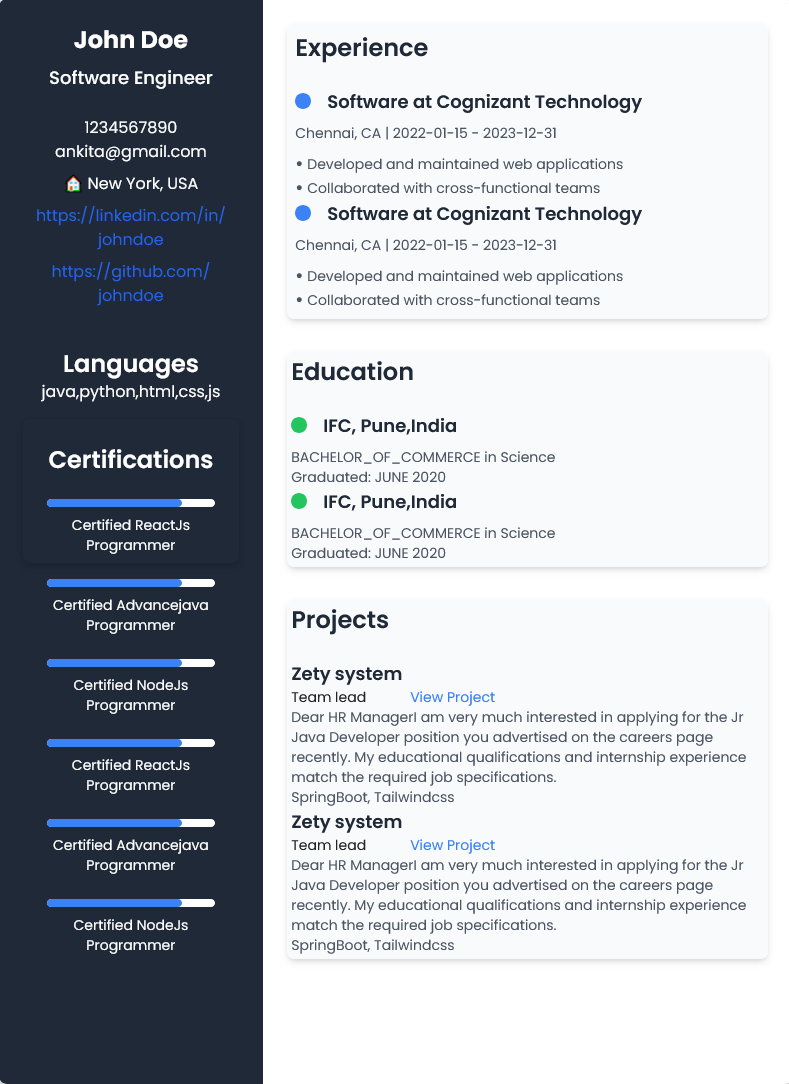 John Doe
Software Engineer
1234567890
ankita@gmail.com
🏠 New York, USA
https://linkedin.com/in/
johndoe
https://github.com/
johndoe
Languages
java,python,html,css,js
Certifications
Certified ReactJs
Programmer
Certified Advancejava
Programmer
Certified NodeJs
Programmer
Certified ReactJs
Programmer
Certified Advancejava
Programmer
Certified NodeJs
Programmer
Experience
Software at Cognizant Technology
Chennai, CA | 2022-01-15 - 2023-12-31
• Developed and maintained web applications
• Collaborated with cross-functional teams
Software at Cognizant Technology
Chennai, CA | 2022-01-15 - 2023-12-31
• Developed and maintained web applications
• Collaborated with cross-functional teams
Education
IFC, Pune,India
BACHELOR_OF_COMMERCE in Science
Graduated: JUNE 2020
IFC, Pune,India
BACHELOR_OF_COMMERCE in Science
Graduated: JUNE 2020
Projects
Zety system
Team lead View Project
Dear HR ManagerI am very much interested in applying for the Jr
Java Developer position you advertised on the careers page
recently. My educational qualifications and internship experience
match the required job specifications.
SpringBoot, Tailwindcss
Zety system
Team lead View Project
Dear HR ManagerI am very much interested in applying for the Jr
Java Developer position you advertised on the careers page
recently. My educational qualifications and internship experience
match the required job specifications.
SpringBoot, Tailwindcss